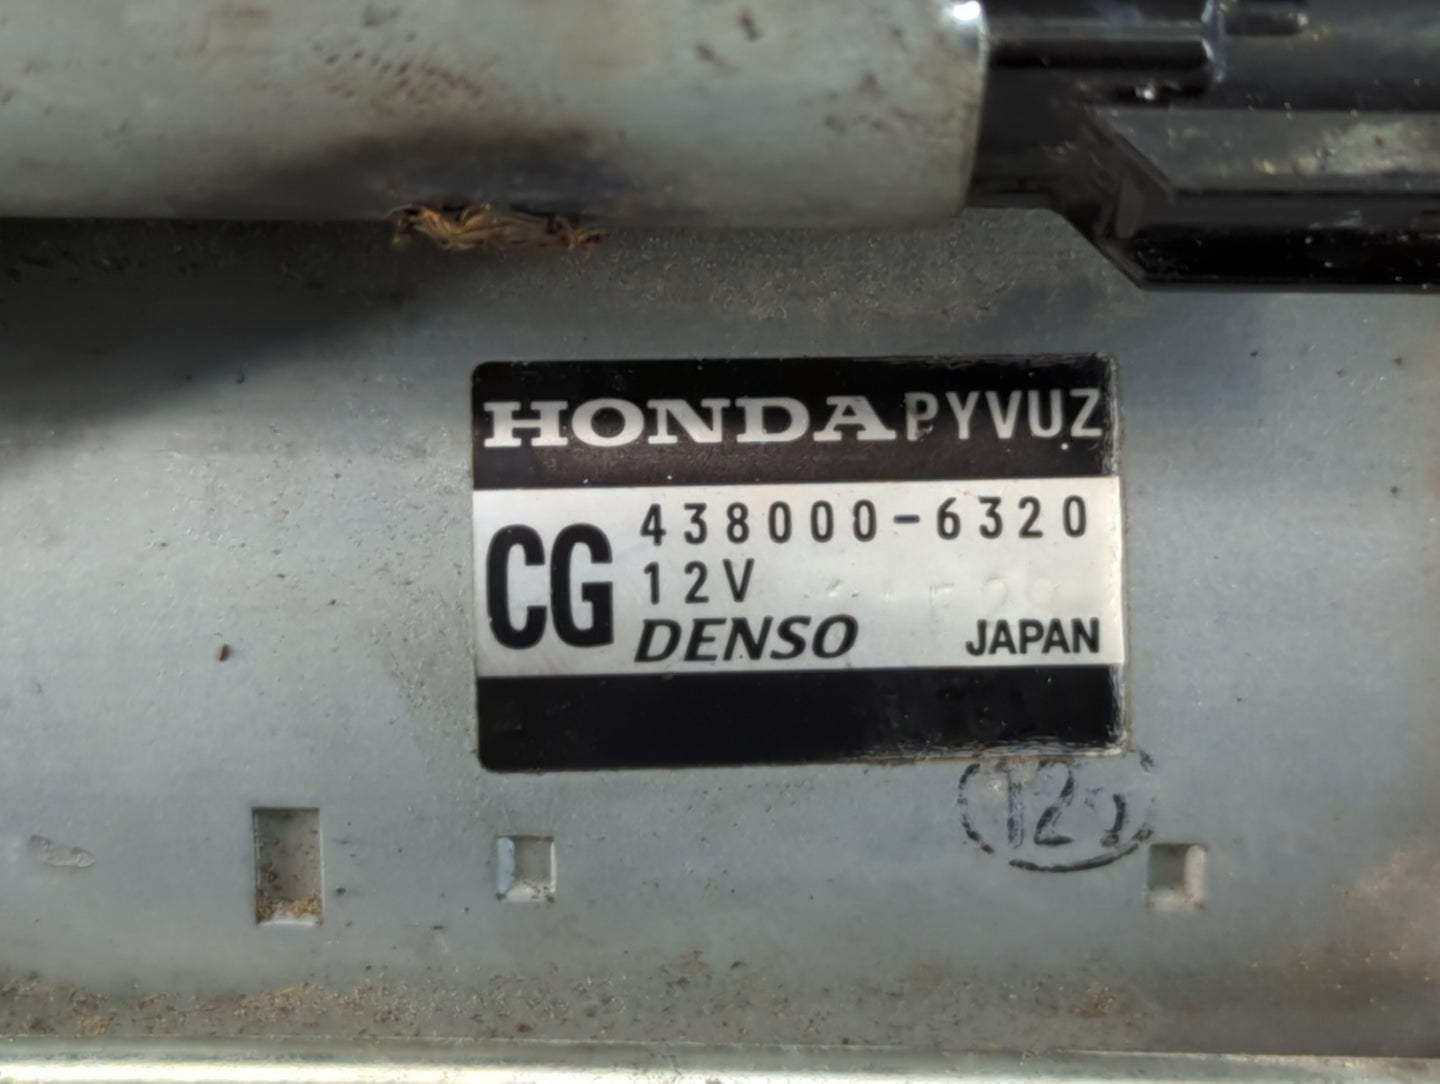 HONDA PYVUZ
CG
438000-6320
12V
DENSO JAPAN